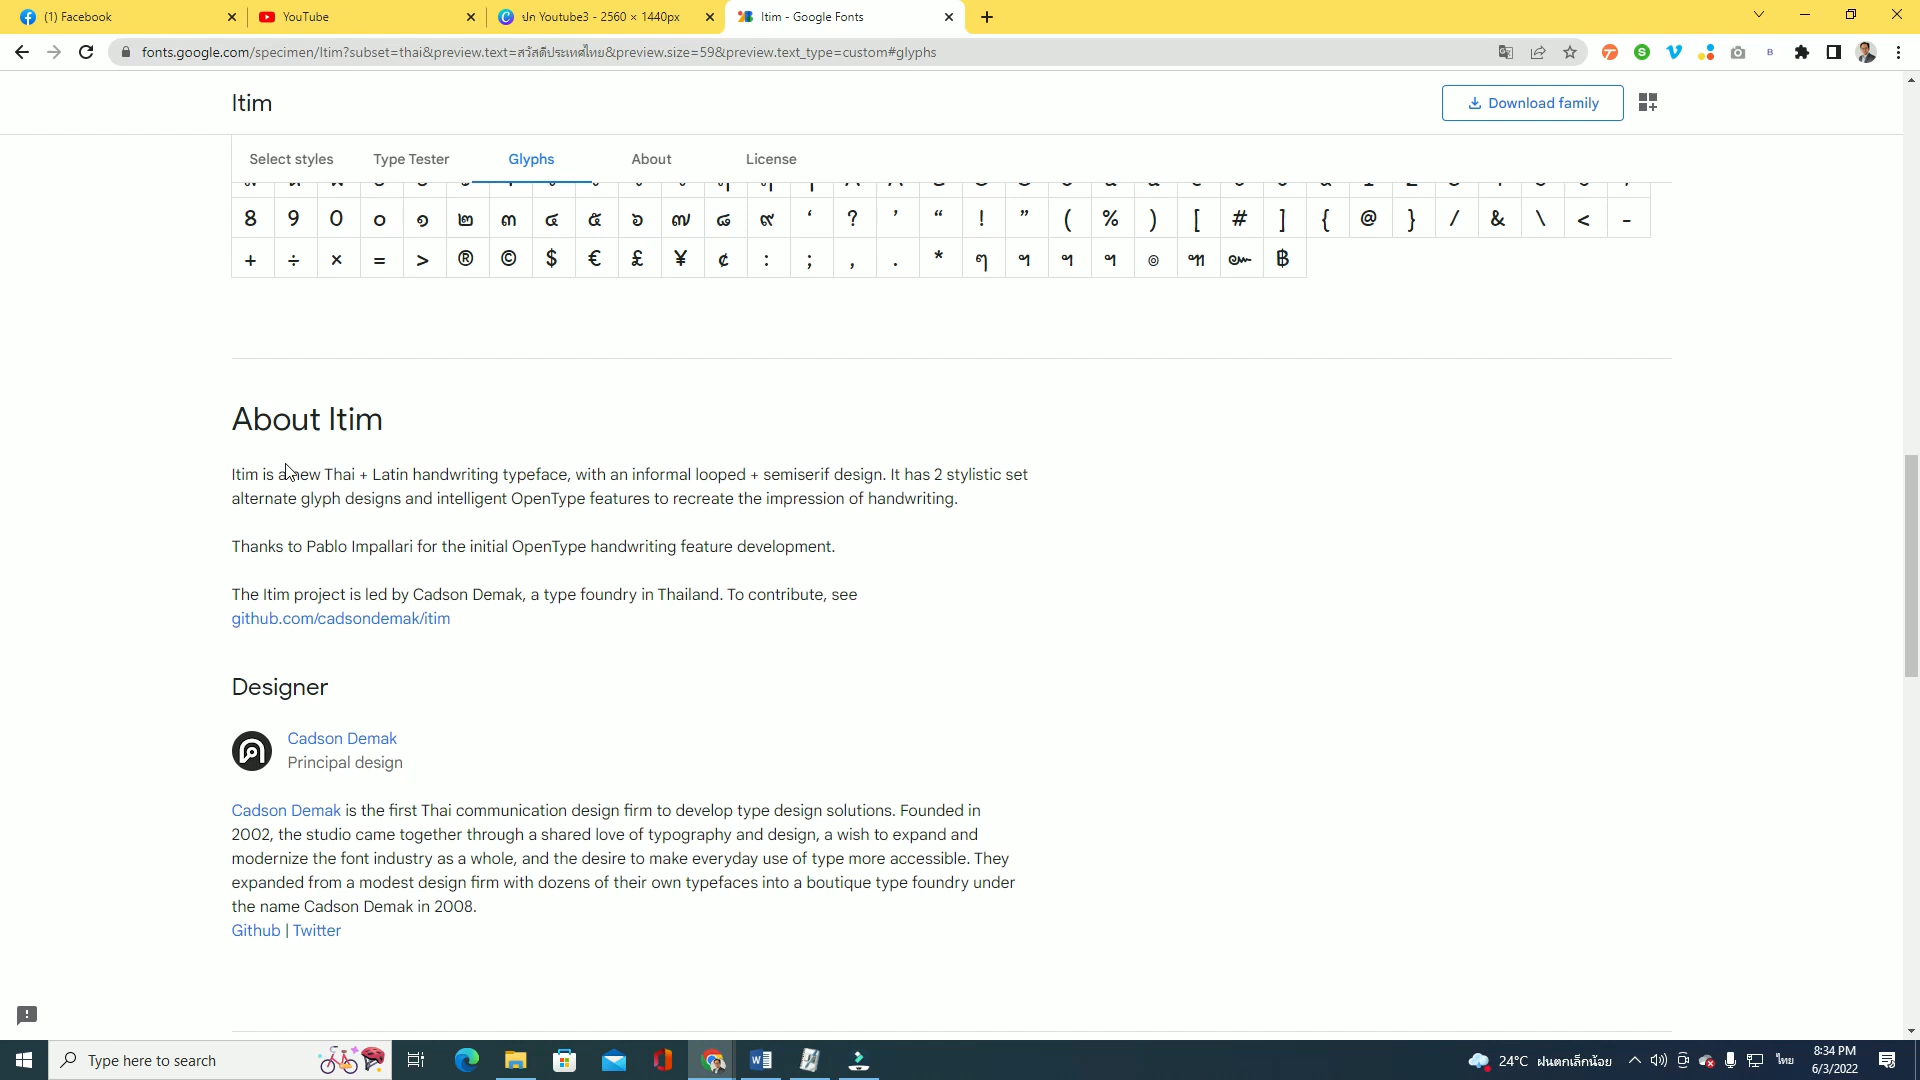 (1) Facebook
YouTube
ปก Youtube3 - 2560 × 1440px
Itim - Google Fonts
fonts.google.com/specimen/Itim?subset=thai&preview.text=สวัสดีประเทศไทย&preview.size=59&preview.text_type=custom#glyphs
Itim
Download family
Select styles
Type Tester
Glyphs
About
License
8 9 0 ๐ ๑ ๒ ๓ ๔ ๕ ๖ ๗ ๘ ๙ ‘ ? ’ “ ! ” ( % ) [ # ] { @ } / & \ < -
+ ÷ × = > ® © $ € £ ¥ ¢ : ; , . * ๆ ฯ ฯ ฯ ๏ ๚ ๛ ฿
About Itim
Itim is a new Thai + Latin handwriting typeface, with an informal looped + semiserif design. It has 2 stylistic set
alternate glyph designs and intelligent OpenType features to recreate the impression of handwriting.
Thanks to Pablo Impallari for the initial OpenType handwriting feature development.
The Itim project is led by Cadson Demak, a type foundry in Thailand. To contribute, see
github.com/cadsondemak/itim
Designer
Cadson Demak
Principal design
Cadson Demak is the first Thai communication design firm to develop type design solutions. Founded in
2002, the studio came together through a shared love of typography and design, a wish to expand and
modernize the font industry as a whole, and the desire to make everyday use of type more accessible. They
expanded from a modest design firm with dozens of their own typefaces into a boutique type foundry under
the name Cadson Demak in 2008.
Github | Twitter
Type here to search
24°C ฝนตกเล็กน้อย
ไทย
8:34 PM
6/3/2022